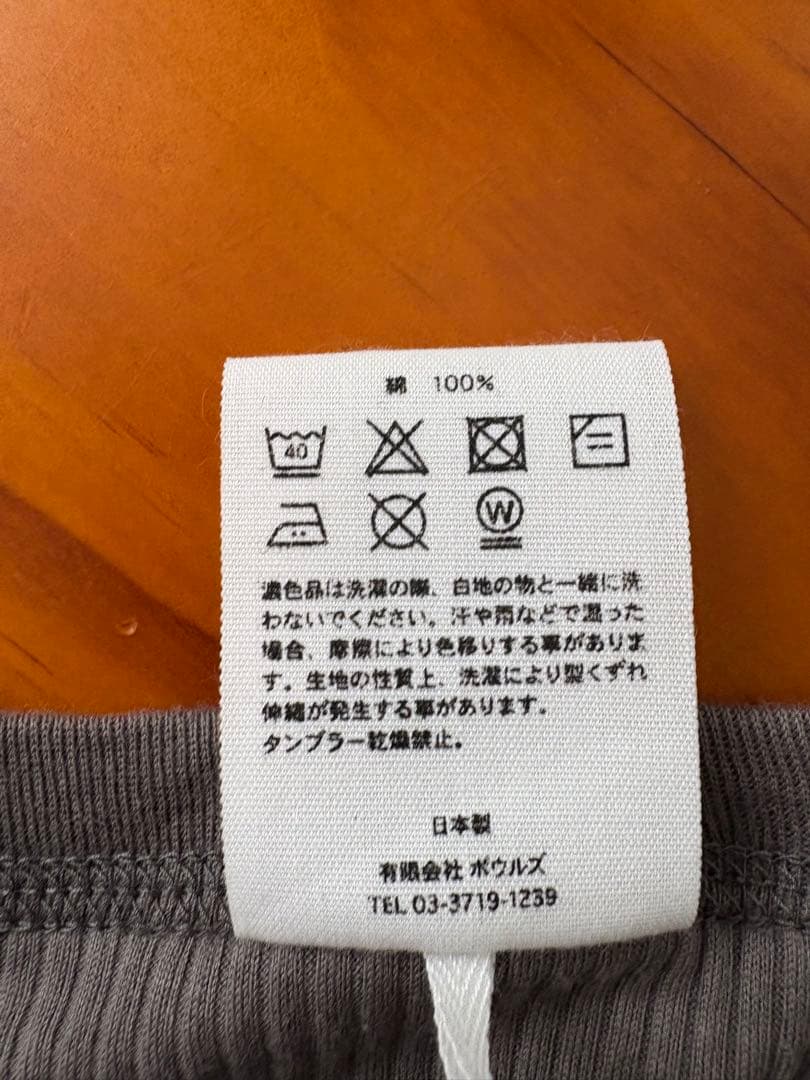 綿 100%
40
W
濃色品は洗濯の際、白地の物と一緒に洗
わないでください。汗や雨などで湿った
場合、摩擦により色移りする事がありま
す。生地の性質上、洗濯により型くずれ
伸縮が発生する事があります。
タンブラー乾燥禁止。
日本製
有限会社 ボウルズ
TEL 03-3719-1239